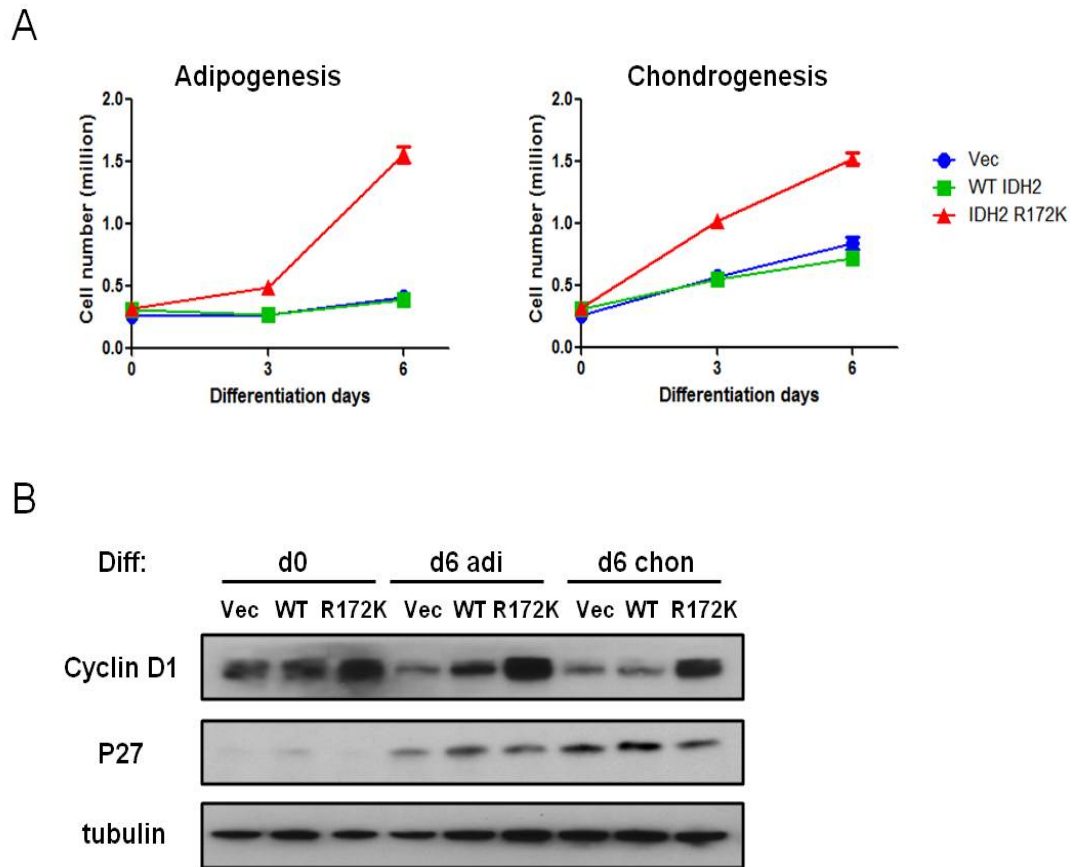 A
Adipogenesis
Cell number (million)
2.0
1.5
1.0
0.5
0.0
0 3 6
Differentiation days
Chondrogenesis
Cell number (million)
2.0
1.5
1.0
0.5
0.0
0 3 6
Differentiation days
Vec
WT IDH2
IDH2 R172K
B
Diff: d0 d6 adi d6 chon
Vec WT R172K Vec WT R172K Vec WT R172K
Cyclin D1
P27
tubulin